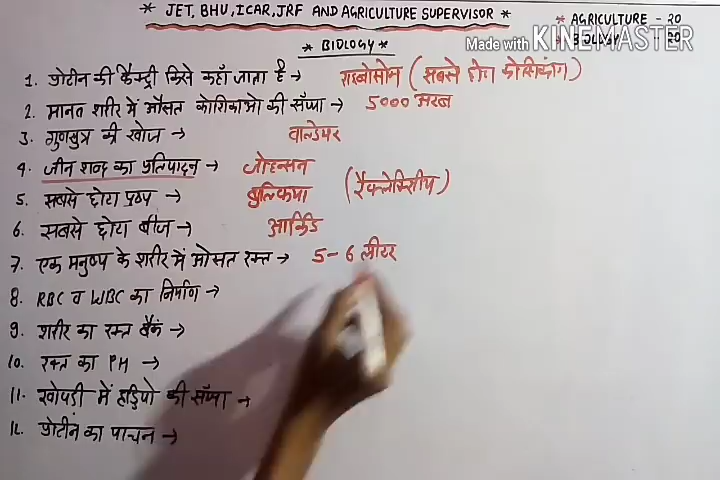 * JET, BHU, ICAR, JRF AND AGRICULTURE SUPERVISOR *
* AGRICULTURE - 20
* BIOLOGY - 20
Made with KINEMASTER
* BIOLOGY *
1. प्रोटीन की फैक्ट्री किसे कहाँ जाता है → राइबोसोम (सबसे छोटा कोशिकांग)
2. मानव शरीर में औसत कोशिकाओ की सँख्या → 5000 अरब
3. गुणसुत्र की खोज → वाल्डेयर
4. जीन शब्द का प्रतिपादन → जोहन्सन
5. सबसे छोटा पुष्प → वुल्फिया (रैफ्लेसिया)
6. सबसे छोटा बीज → आर्किड
7. एक मनुष्य के शरीर में औसत रक्त → 5-6 लीटर
8. RBC व WBC का निर्माण →
9. शरीर का रक्त बैंक →
10. रक्त का PH →
11. खोपड़ी में हड्डियो की सँख्या →
12. प्रोटीन का पाचन →